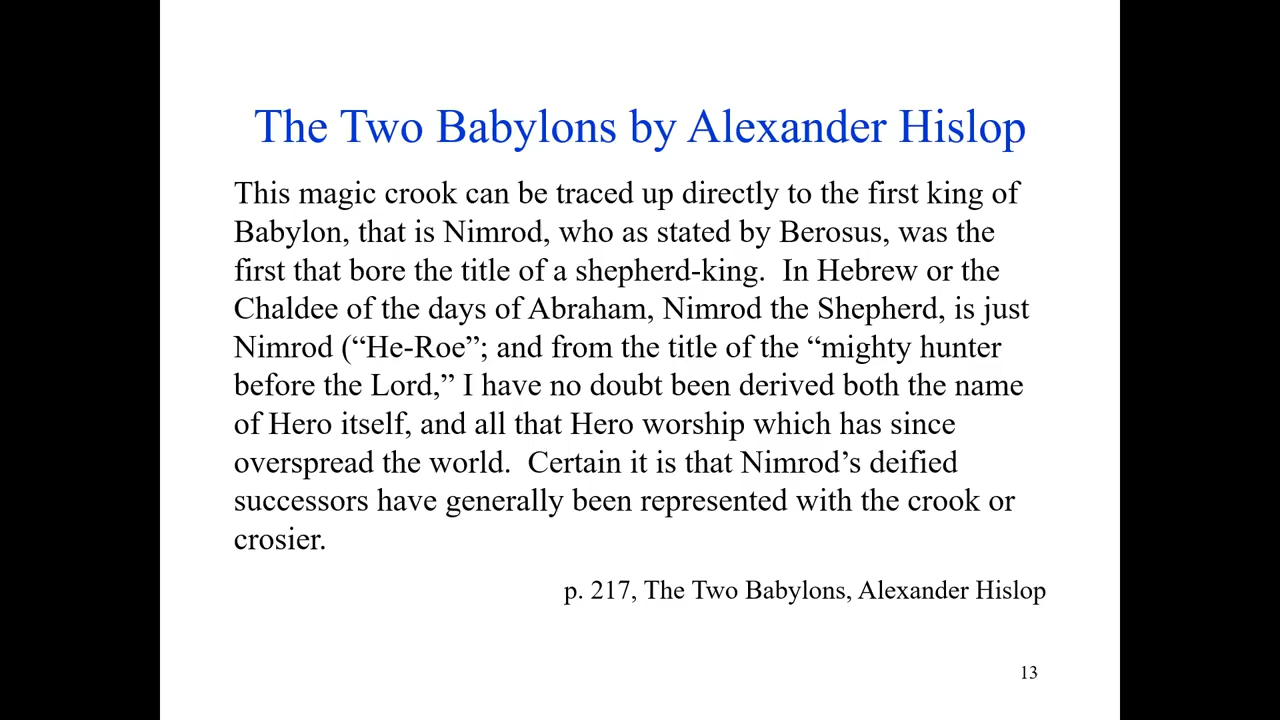 The Two Babylons by Alexander Hislop
This magic crook can be traced up directly to the first king of
Babylon, that is Nimrod, who as stated by Berosus, was the
first that bore the title of a shepherd-king.  In Hebrew or the
Chaldee of the days of Abraham, Nimrod the Shepherd, is just
Nimrod (“He-Roe”; and from the title of the “mighty hunter
before the Lord,” I have no doubt been derived both the name
of Hero itself, and all that Hero worship which has since
overspread the world.  Certain it is that Nimrod’s deified
successors have generally been represented with the crook or
crosier.
p. 217, The Two Babylons, Alexander Hislop
13